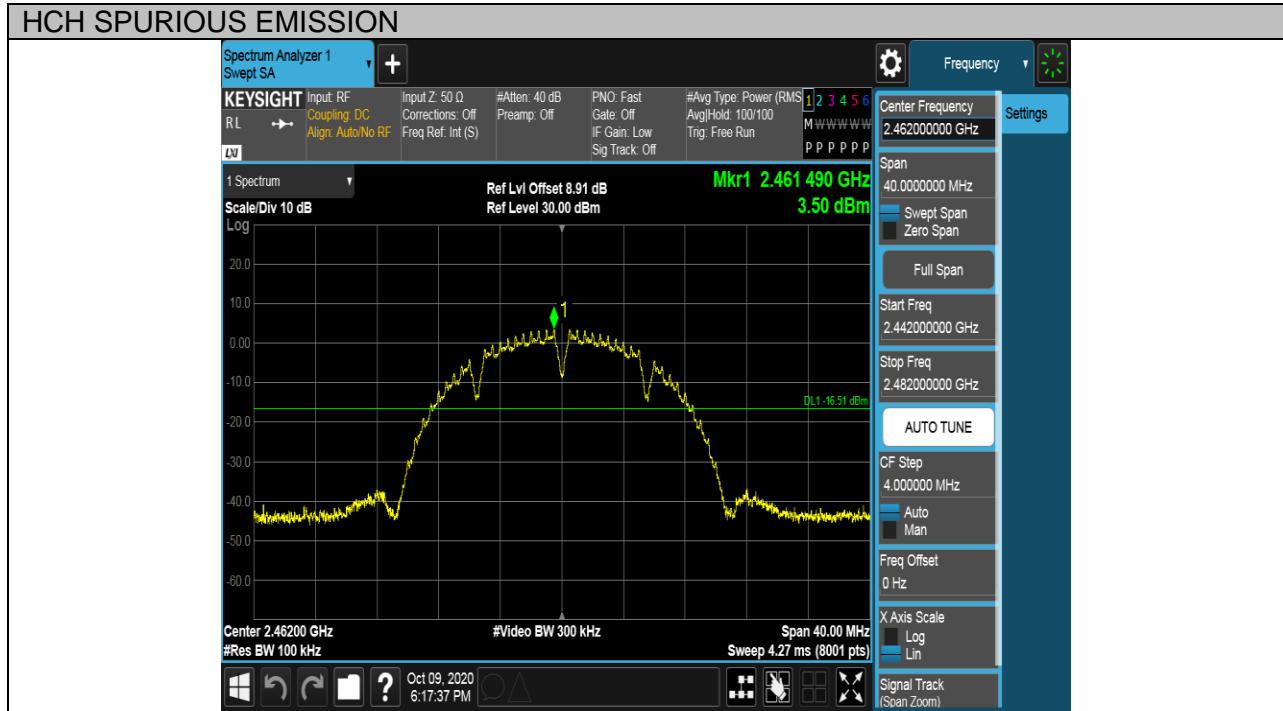 HCH SPURIOUS EMISSION
Spectrum Analyzer 1
Swept SA
+
Frequency
KEYSIGHT
RL
LXI
Input: RF
Coupling: DC
Align: Auto/No RF
Input Z: 50 Ω
Corrections: Off
Freq Ref: Int (S)
#Atten: 40 dB
Preamp: Off
PNO: Fast
Gate: Off
IF Gain: Low
Sig Track: Off
#Avg Type: Power (RMS
Avg|Hold: 100/100
Trig: Free Run
1 2 3 4 5 6
M W W W W W
P P P P P P
1 Spectrum
Scale/Div 10 dB
Ref Lvl Offset 8.91 dB
Ref Level 30.00 dBm
Mkr1 2.461 490 GHz
3.50 dBm
Log
20.0
10.0
0.00
-10.0
-20.0
-30.0
-40.0
-50.0
-60.0
1
DL1 -16.51 dBm
Center 2.46200 GHz
#Res BW 100 kHz
#Video BW 300 kHz
Span 40.00 MHz
Sweep 4.27 ms (8001 pts)
?
Oct 09, 2020
6:17:37 PM
Center Frequency
2.462000000 GHz
Settings
Span
40.0000000 MHz
Swept Span
Zero Span
Full Span
Start Freq
2.442000000 GHz
Stop Freq
2.482000000 GHz
AUTO TUNE
CF Step
4.000000 MHz
Auto
Man
Freq Offset
0 Hz
X Axis Scale
Log
Lin
Signal Track
(Span Zoom)